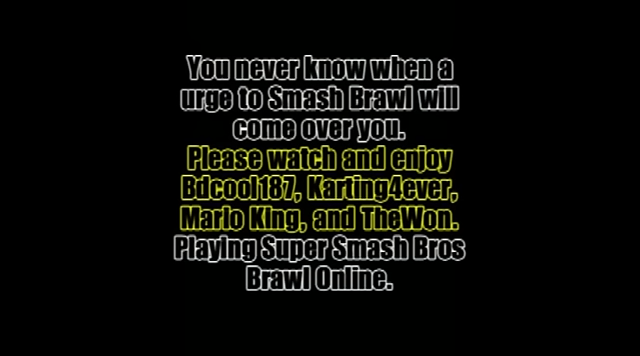 You never know when a
urge to Smash Brawl will
come over you.
Please watch and enjoy
Bdcool187, Karting4ever,
Mario King, and TheWon.
Playing Super Smash Bros
Brawl Online.